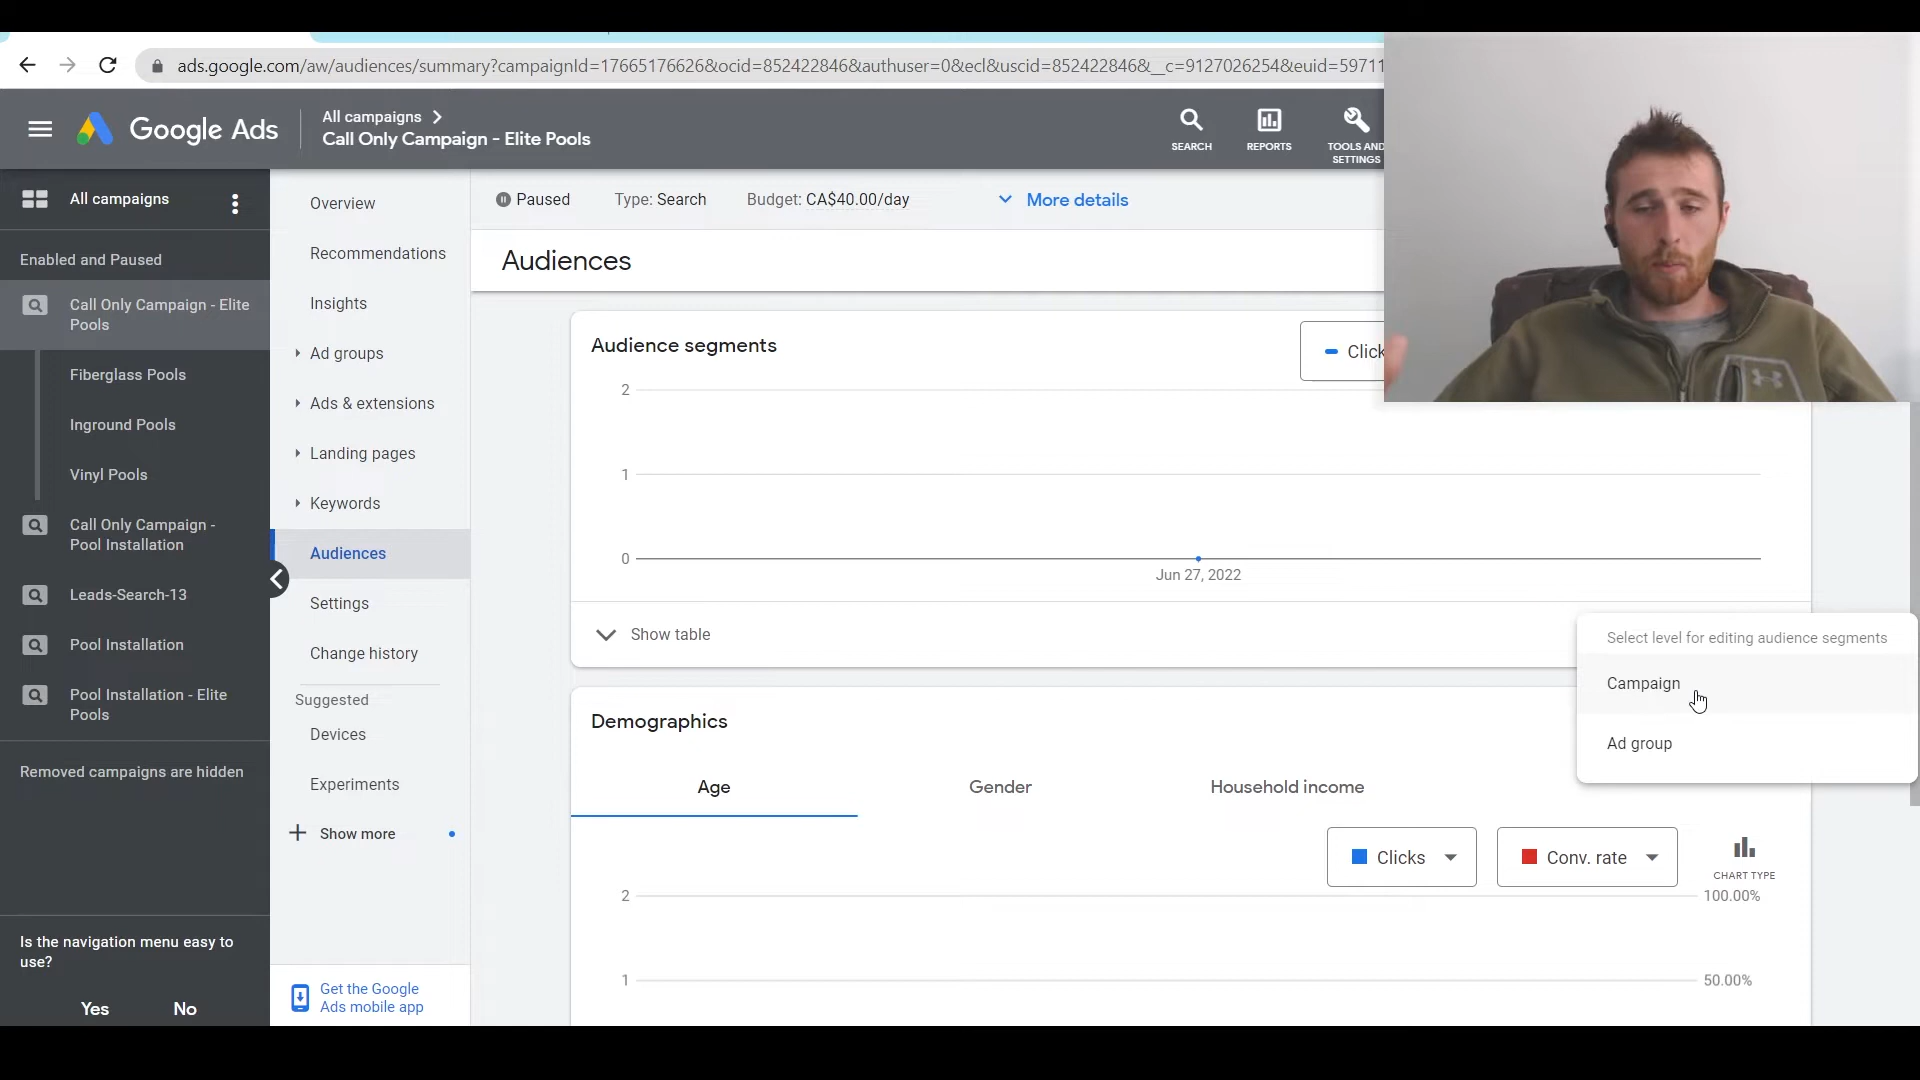 ads.google.com/aw/audiences/summary?campaignId=17665176626&ocid=852422846&authuser=0&ecl&uscid=852422846&__c=9127026254&euid=59711
Google Ads
All campaigns
Call Only Campaign - Elite Pools
SEARCH
REPORTS
TOOLS AND
SETTINGS
All campaigns
Enabled and Paused
Call Only Campaign - Elite
Pools
Fiberglass Pools
Inground Pools
Vinyl Pools
Call Only Campaign -
Pool Installation
Leads-Search-13
Pool Installation
Pool Installation - Elite
Pools
Removed campaigns are hidden
Is the navigation menu easy to
use?
Yes
No
Overview
Recommendations
Insights
Ad groups
Ads & extensions
Landing pages
Keywords
Audiences
Settings
Change history
Suggested
Devices
Experiments
Show more
Get the Google
Ads mobile app
Paused
Type: Search
Budget: CA$40.00/day
More details
Audiences
Audience segments
Click
2
1
0
Jun 27, 2022
Show table
Select level for editing audience segments
Campaign
Ad group
Demographics
Age
Gender
Household income
Clicks
Conv. rate
CHART TYPE
2
100.00%
1
50.00%